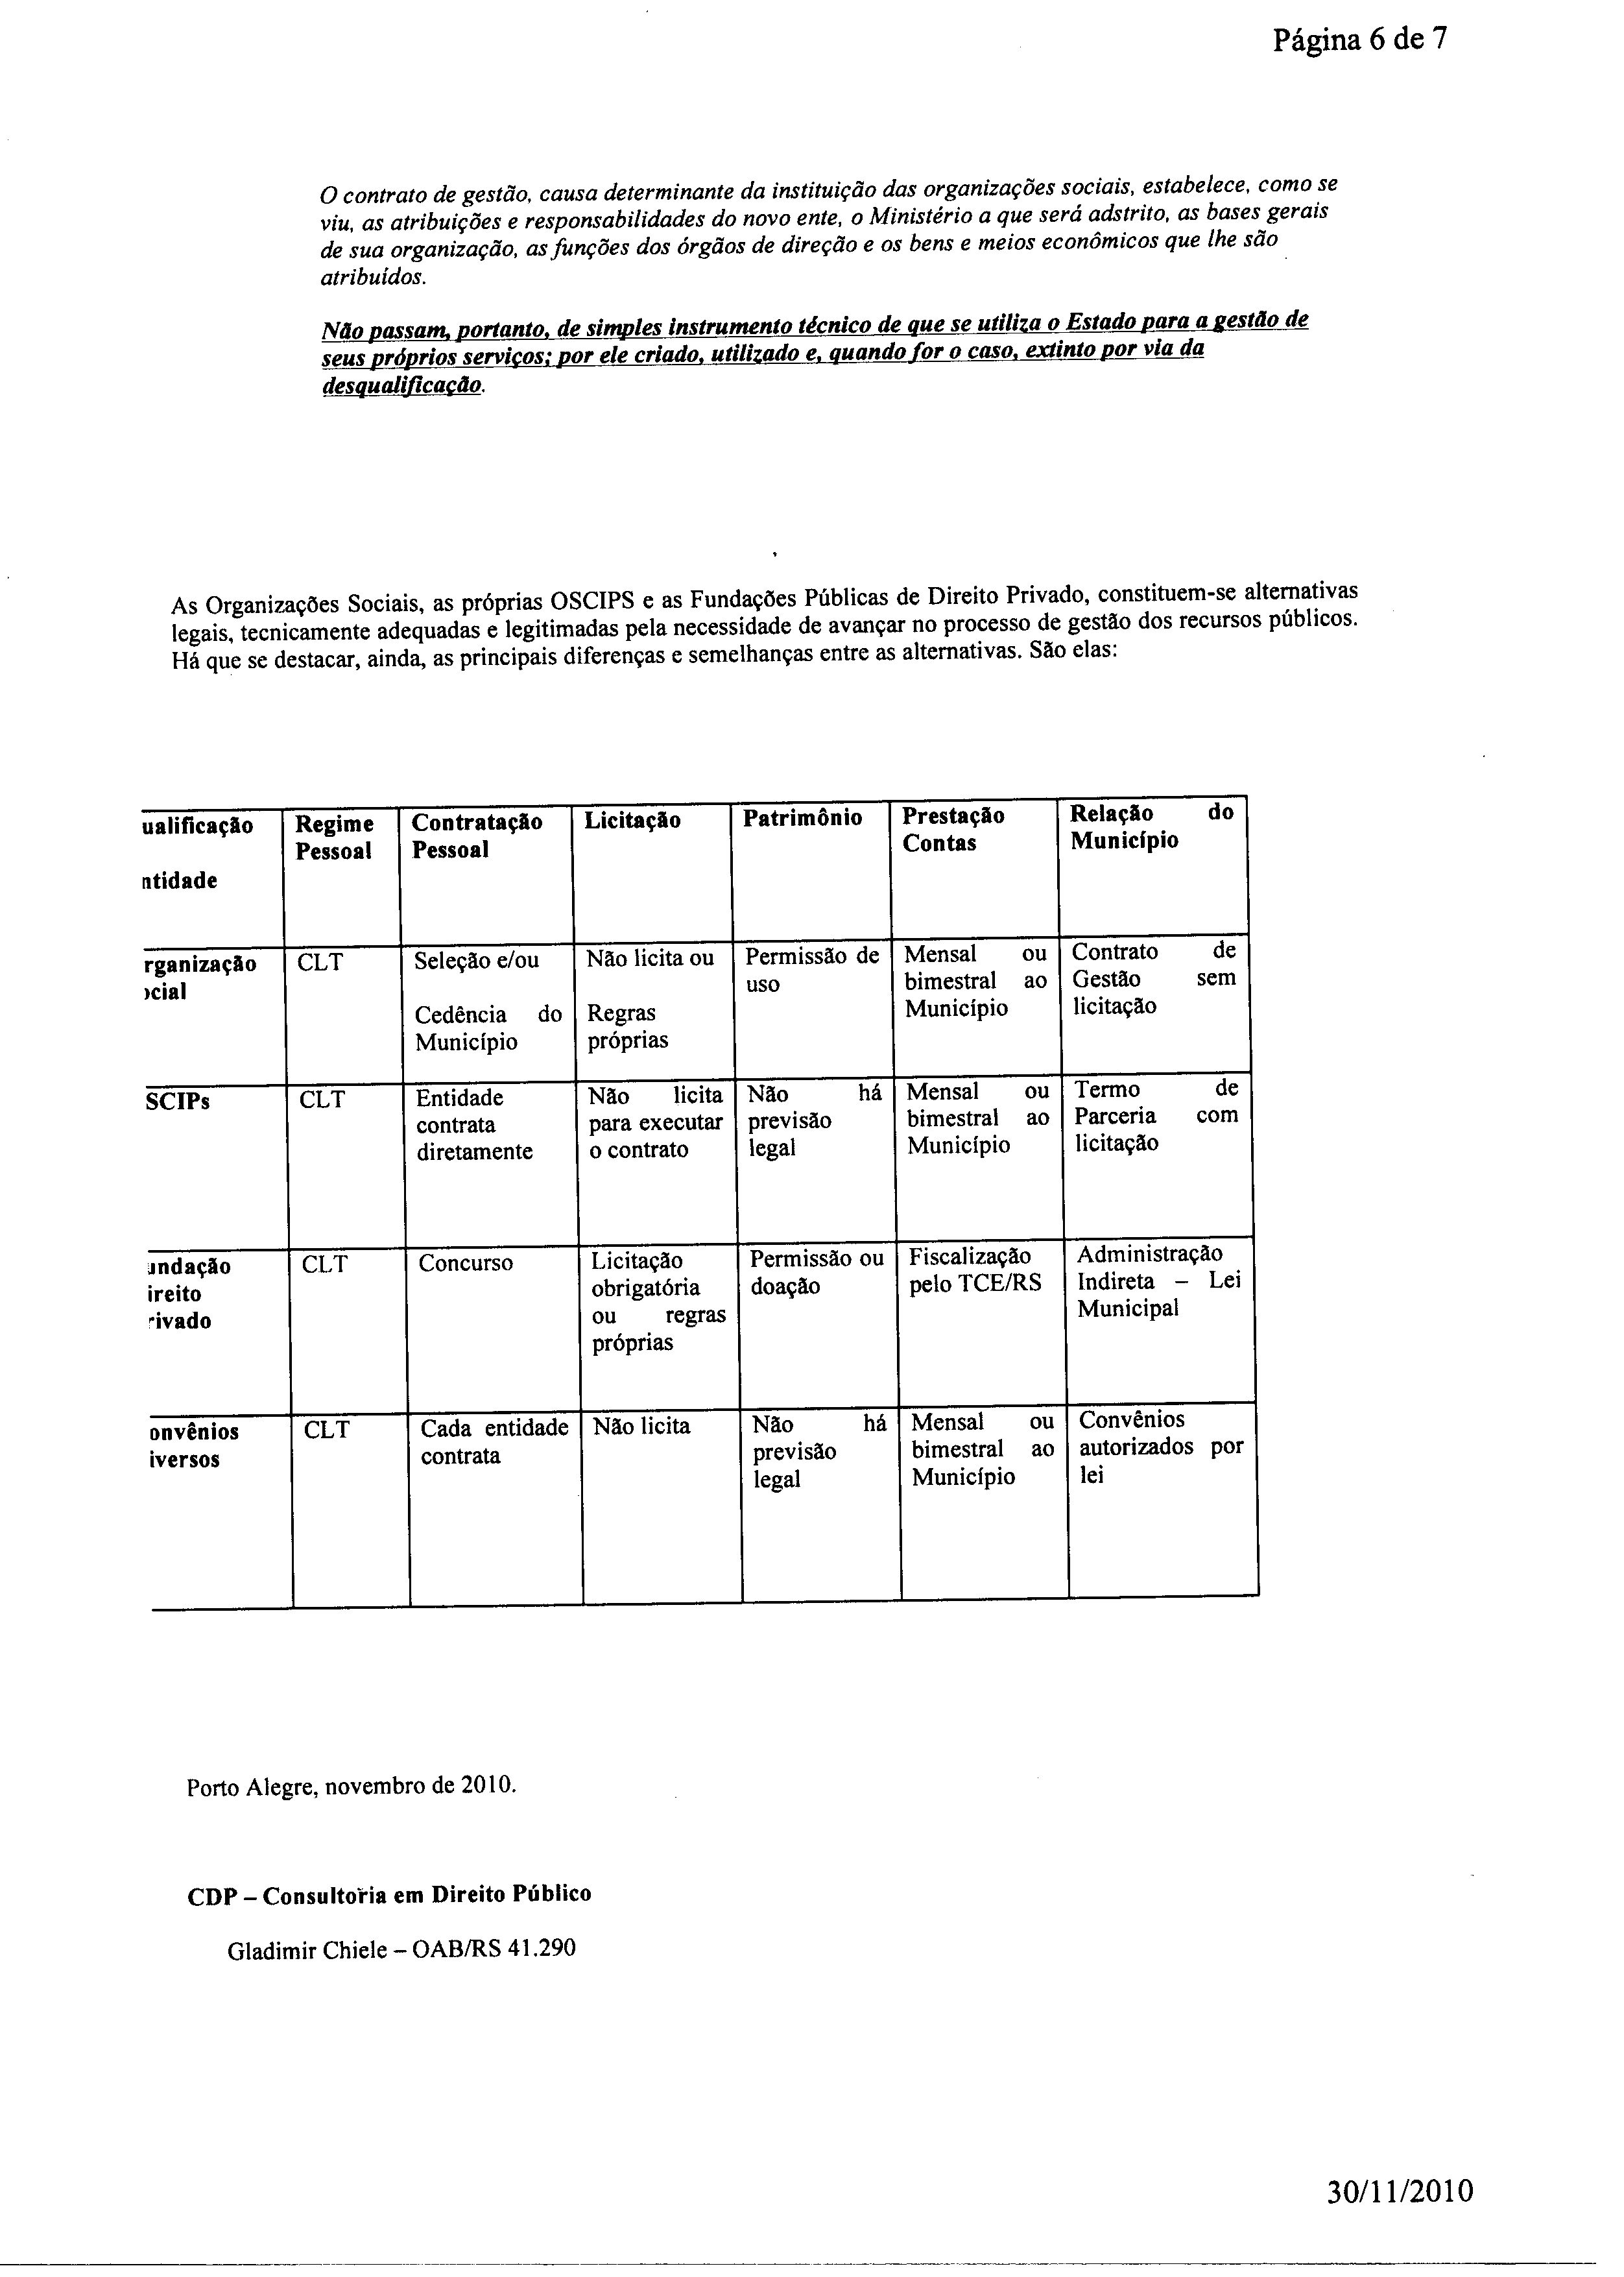 Página 6 de 7
O contrato de gestão, causa determinante da instituição das organizações sociais, estabelece, como se
viu, as atribuições e responsabilidades do novo ente, o Ministério a que será adstrito, as bases gerais
de sua organização, as funções dos órgãos de direção e os bens e meios econômicos que lhe são
atribuídos.
Não passam, portanto, de simples instrumento técnico de que se utiliza o Estado para a gestão de
seus próprios serviços; por ele criado, utilizado e, quando for o caso, extinto por via da
desqualificação.
As Organizações Sociais, as próprias OSCIPS e as Fundações Públicas de Direito Privado, constituem-se alternativas
legais, tecnicamente adequadas e legitimadas pela necessidade de avançar no processo de gestão dos recursos públicos.
Há que se destacar, ainda, as principais diferenças e semelhanças entre as alternativas. São elas:
ualificação
ntidade
Regime
Pessoal
Contratação
Pessoal
Licitação
Patrimônio
Prestação
Contas
Relação do
Município
rganização
cial
CLT
Seleção e/ou
Cedência do
Município
Não licita ou
Regras
próprias
Permissão de
uso
Mensal ou
bimestral ao
Município
Contrato de
Gestão sem
licitação
SCIPs
CLT
Entidade
contrata
diretamente
Não licita
para executar
o contrato
Não há
previsão
legal
Mensal ou
bimestral ao
Município
Termo de
Parceria com
licitação
undação
ireito
rivado
CLT
Concurso
Licitação
obrigatória
ou regras
próprias
Permissão ou
doação
Fiscalização
pelo TCE/RS
Administração
Indireta – Lei
Municipal
onvênios
iversos
CLT
Cada entidade
contrata
Não licita
Não há
previsão
legal
Mensal ou
bimestral ao
Município
Convênios
autorizados por
lei
Porto Alegre, novembro de 2010.
CDP – Consultoria em Direito Público
Gladimir Chiele – OAB/RS 41.290
30/11/2010